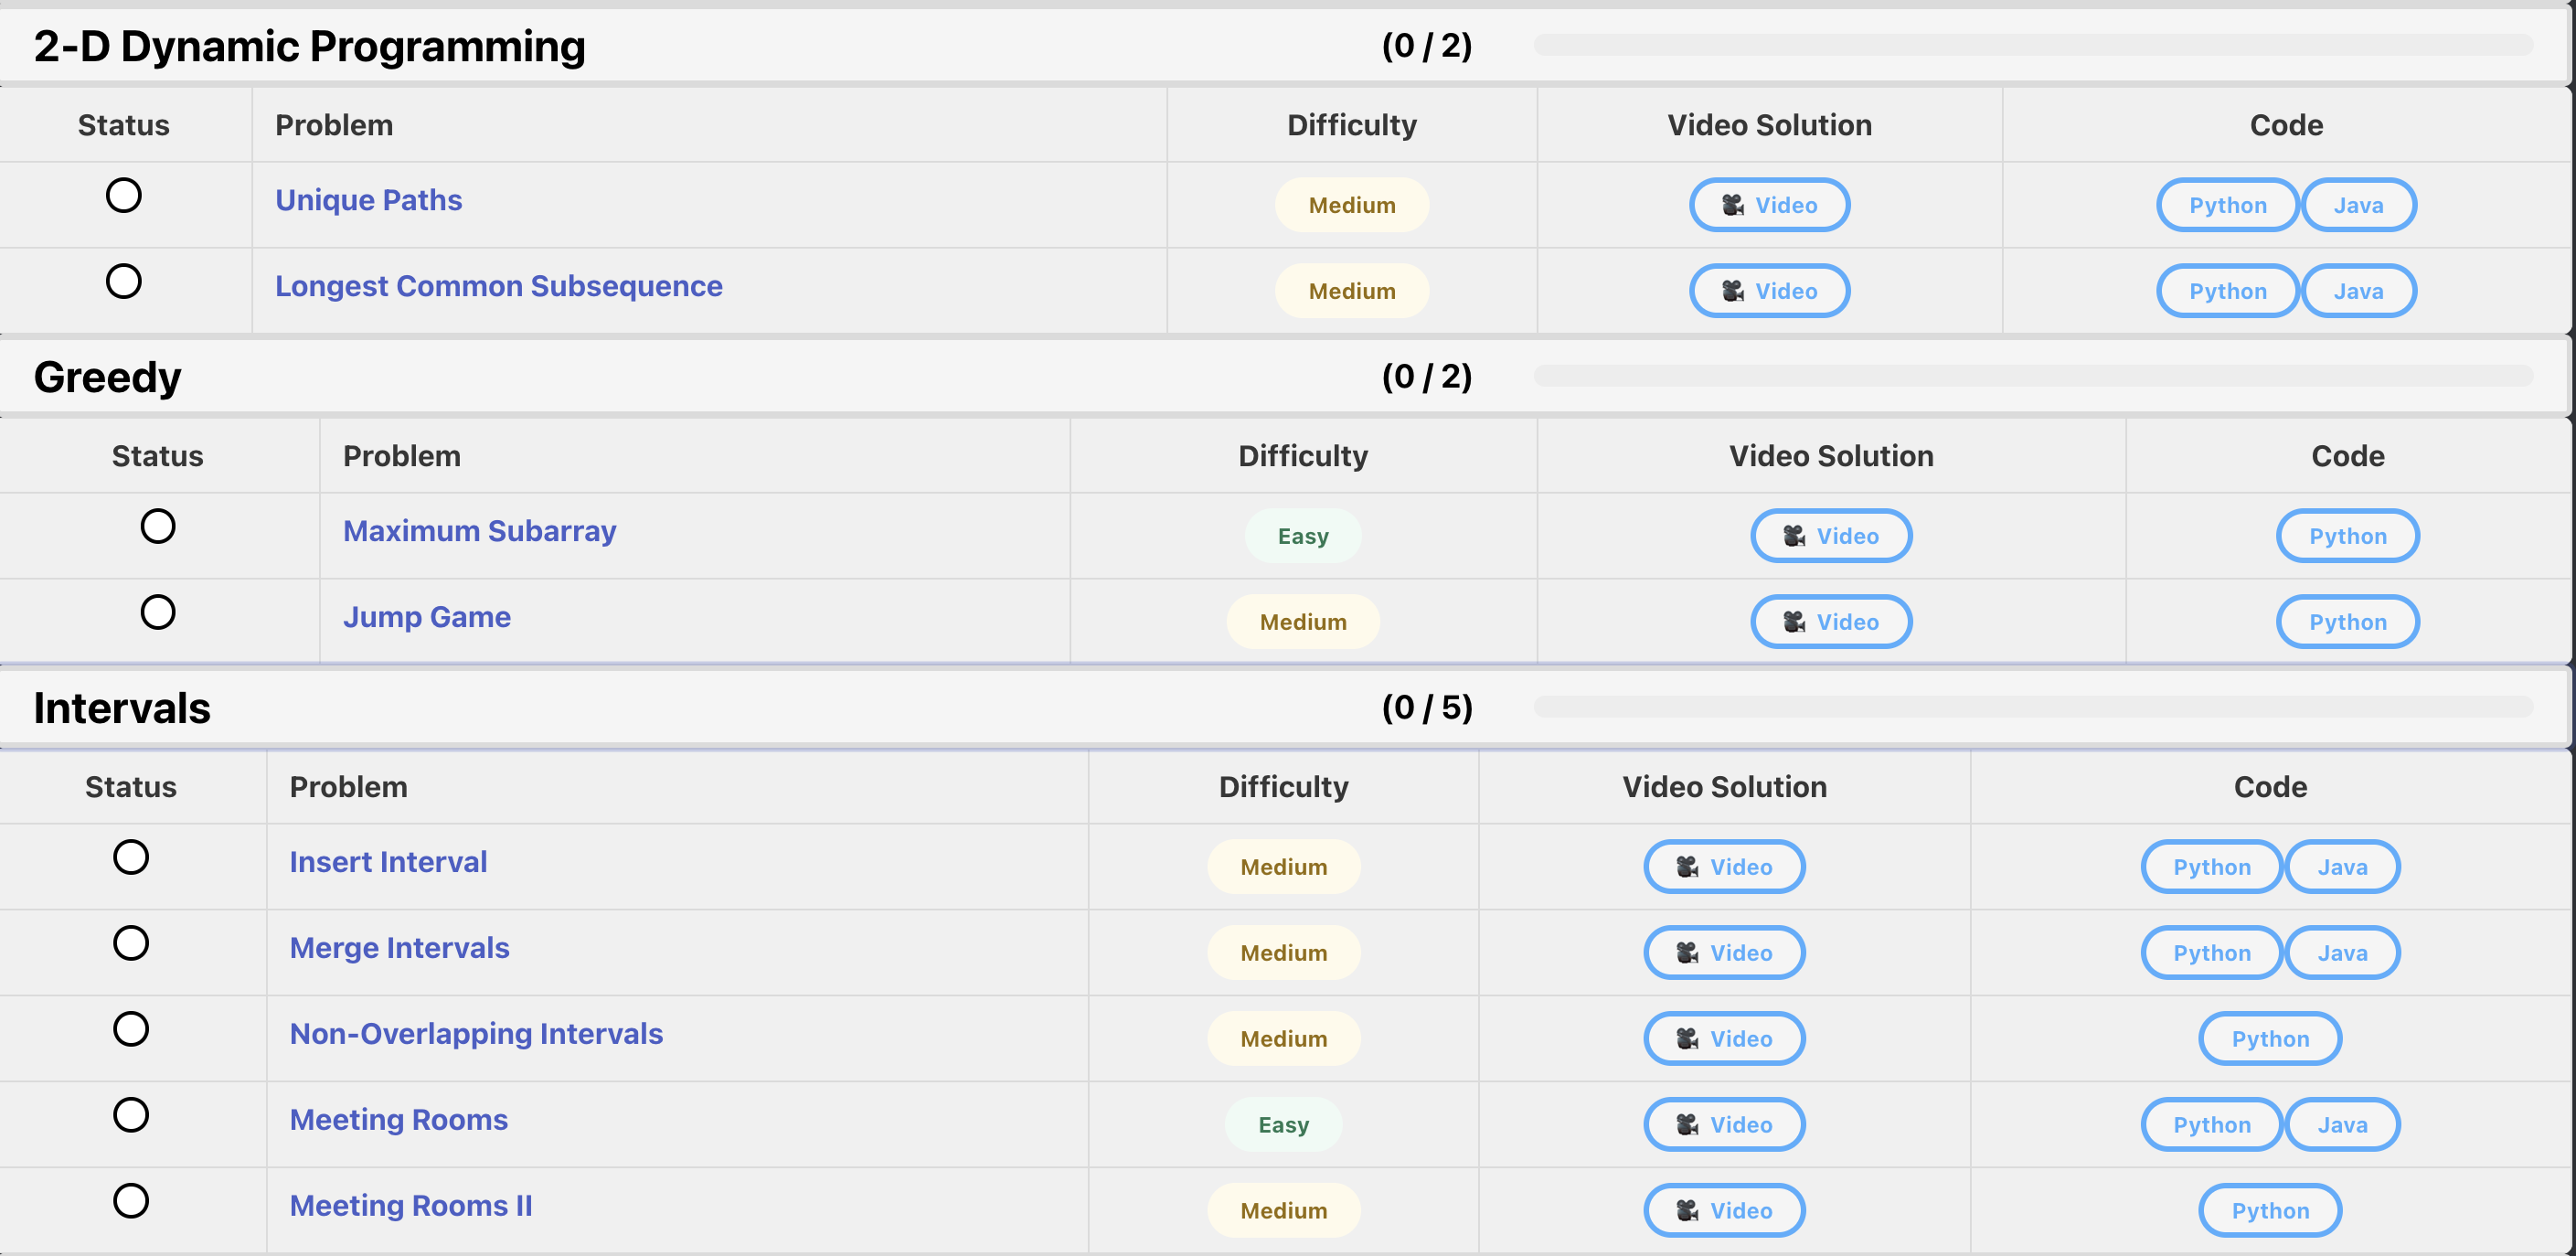 2-D Dynamic Programming (0 / 2)
Status Problem Difficulty Video Solution Code
Unique Paths Medium Video Python Java
Longest Common Subsequence Medium Video Python Java
Greedy (0 / 2)
Status Problem Difficulty Video Solution Code
Maximum Subarray Easy Video Python
Jump Game Medium Video Python
Intervals (0 / 5)
Status Problem Difficulty Video Solution Code
Insert Interval Medium Video Python Java
Merge Intervals Medium Video Python Java
Non-Overlapping Intervals Medium Video Python
Meeting Rooms Easy Video Python Java
Meeting Rooms II Medium Video Python